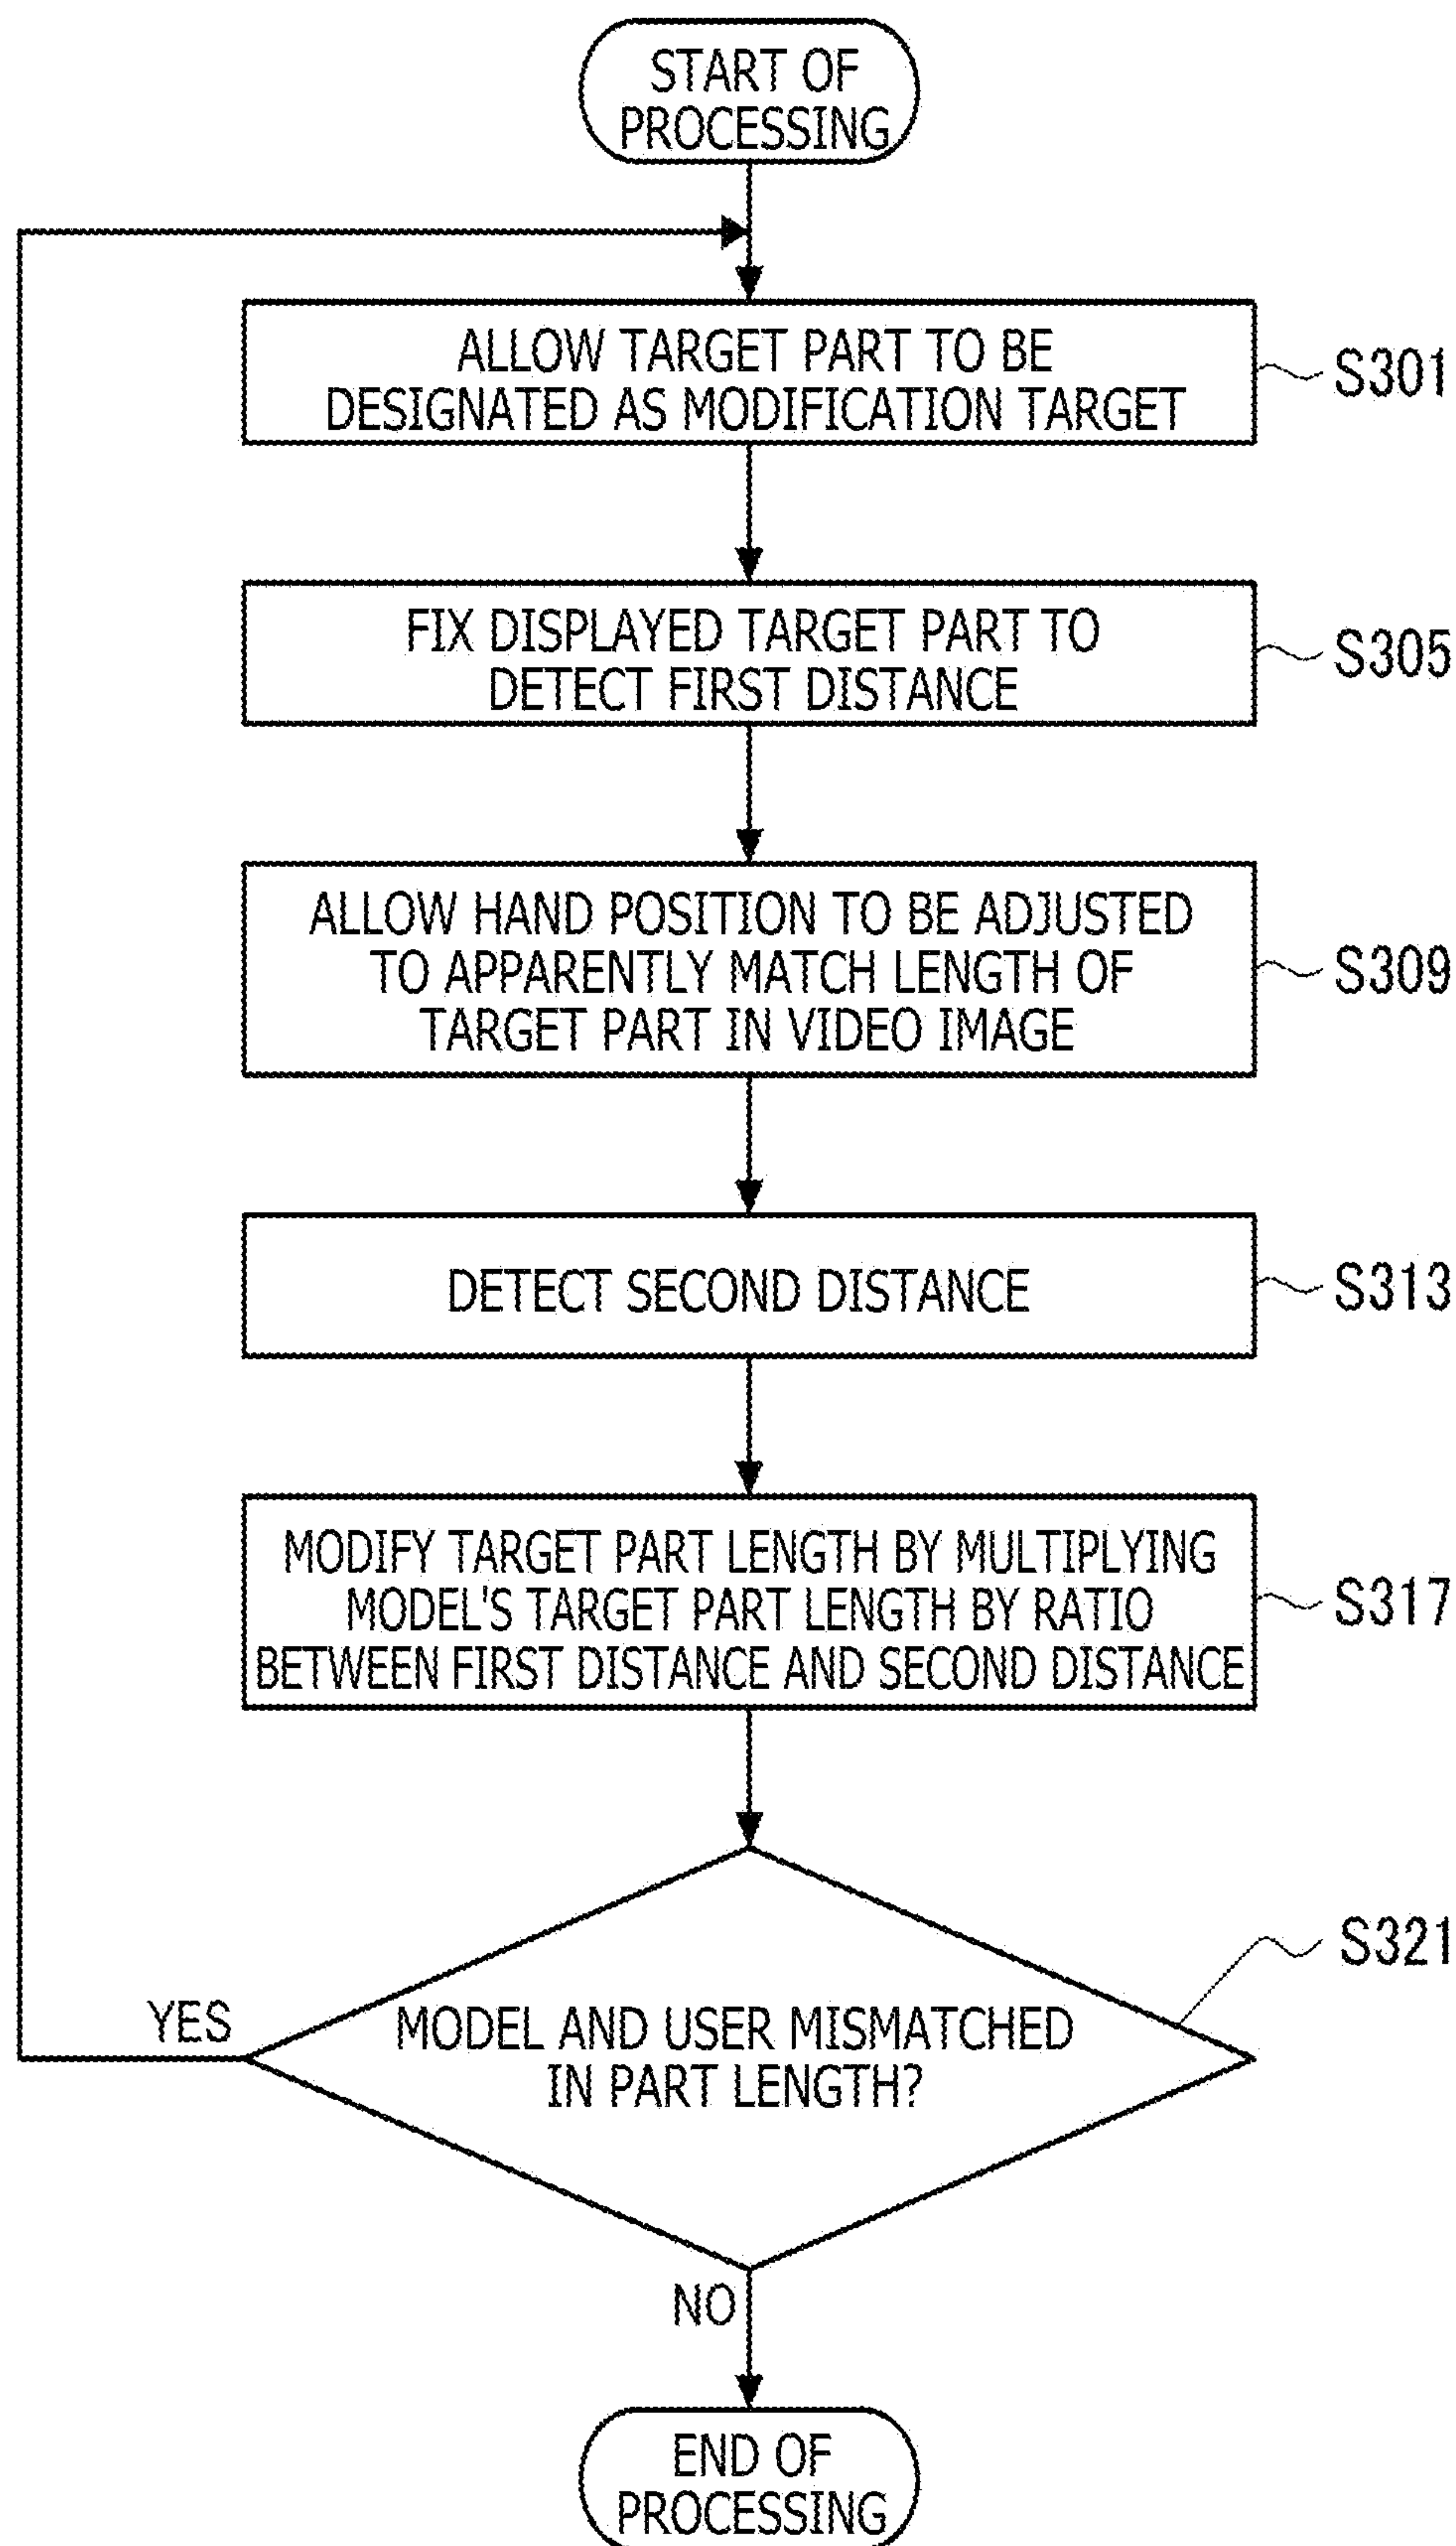 START OF
PROCESSING
ALLOW TARGET PART TO BE
DESIGNATED AS MODIFICATION TARGET
S301
FIX DISPLAYED TARGET PART TO
DETECT FIRST DISTANCE
S305
ALLOW HAND POSITION TO BE ADJUSTED
TO APPARENTLY MATCH LENGTH OF
TARGET PART IN VIDEO IMAGE
S309
DETECT SECOND DISTANCE
S313
MODIFY TARGET PART LENGTH BY MULTIPLYING
MODEL'S TARGET PART LENGTH BY RATIO
BETWEEN FIRST DISTANCE AND SECOND DISTANCE
S317
S321
YES
MODEL AND USER MISMATCHED
IN PART LENGTH?
NO
END OF
PROCESSING